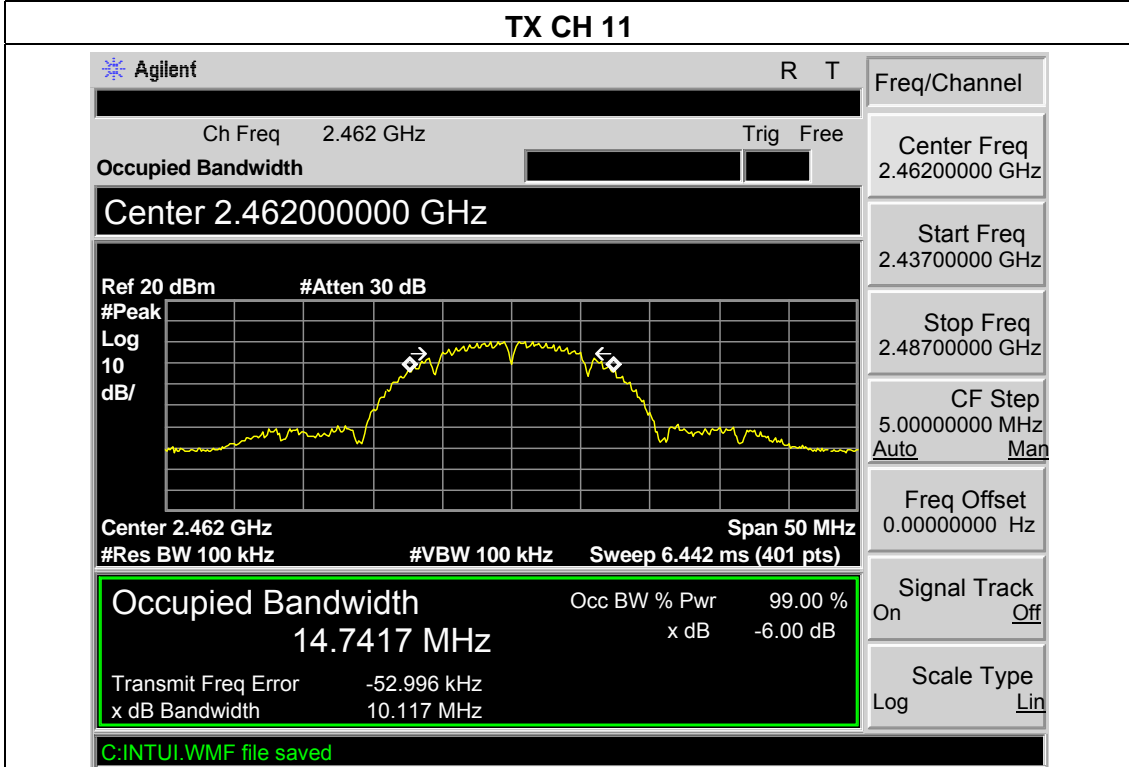 TX CH 11
Agilent R T
Ch Freq 2.462 GHz Trig Free
Occupied Bandwidth
Center 2.462000000 GHz
Ref 20 dBm #Atten 30 dB
#Peak
Log
10
dB/
Center 2.462 GHz Span 50 MHz
#Res BW 100 kHz #VBW 100 kHz Sweep 6.442 ms (401 pts)
Occupied Bandwidth Occ BW % Pwr 99.00 %
14.7417 MHz x dB -6.00 dB
Transmit Freq Error -52.996 kHz
x dB Bandwidth 10.117 MHz
C:INTUI.WMF file saved
Freq/Channel
Center Freq
2.46200000 GHz
Start Freq
2.43700000 GHz
Stop Freq
2.48700000 GHz
CF Step
5.00000000 MHz
Auto Man
Freq Offset
0.00000000 Hz
Signal Track
On Off
Scale Type
Log Lin